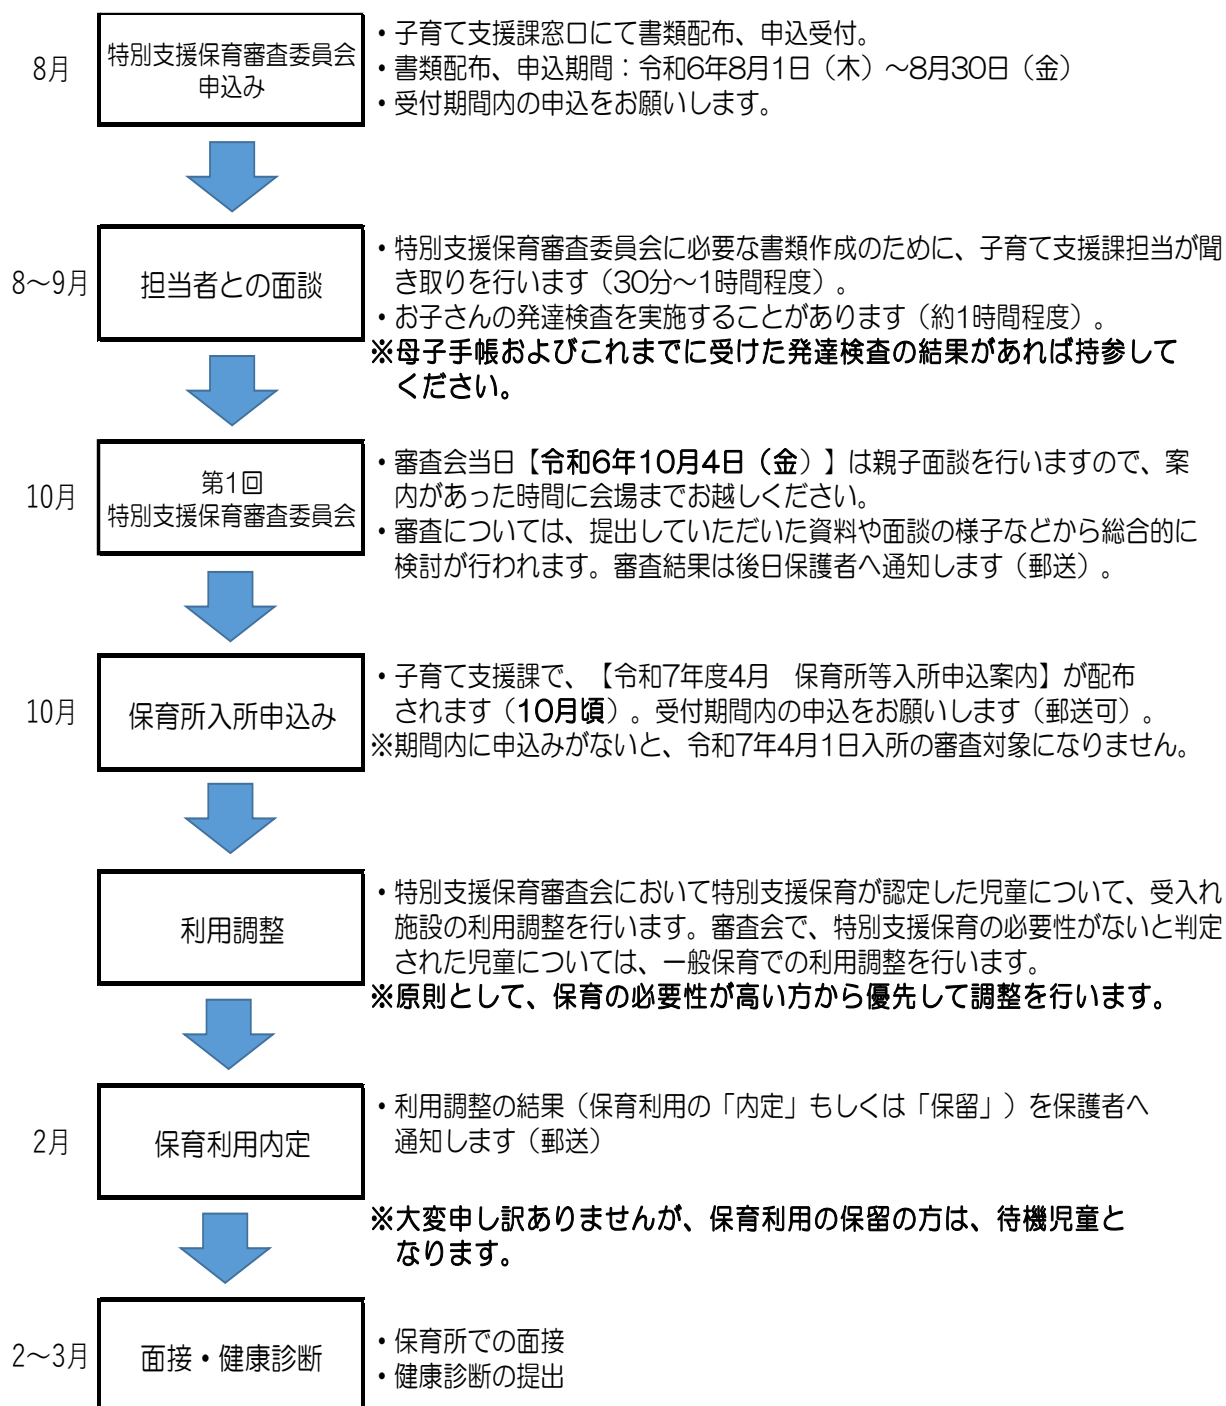 8月
特別支援保育審査委員会
申込み
・子育て支援課窓口にて書類配布、申込受付。
・書類配布、申込期間：令和6年8月1日（木）～8月30日（金）
・受付期間内の申込をお願いします。
8～9月
担当者との面談
・特別支援保育審査委員会に必要な書類作成のために、子育て支援課担当が聞
き取りを行います（30分～1時間程度）。
・お子さんの発達検査を実施することがあります（約1時間程度）。
※母子手帳およびこれまでに受けた発達検査の結果があれば持参して
ください。
10月
第1回
特別支援保育審査委員会
・審査会当日【令和6年10月4日（金）】は親子面談を行いますので、案
内があった時間に会場までお越しください。
・審査については、提出していただいた資料や面談の様子などから総合的に
検討が行われます。審査結果は後日保護者へ通知します（郵送）。
10月
保育所入所申込み
・子育て支援課で、【令和7年度4月　保育所等入所申込案内】が配布
されます（10月頃）。受付期間内の申込をお願いします（郵送可）。
※期間内に申込みがないと、令和7年4月1日入所の審査対象になりません。
利用調整
・特別支援保育審査会において特別支援保育が認定した児童について、受入れ
施設の利用調整を行います。審査会で、特別支援保育の必要性がないと判定
された児童については、一般保育での利用調整を行います。
※原則として、保育の必要性が高い方から優先して調整を行います。
2月
保育利用内定
・利用調整の結果（保育利用の「内定」もしくは「保留」）を保護者へ
通知します（郵送）
※大変申し訳ありませんが、保育利用の保留の方は、待機児童と
なります。
2～3月
面接・健康診断
・保育所での面接
・健康診断の提出